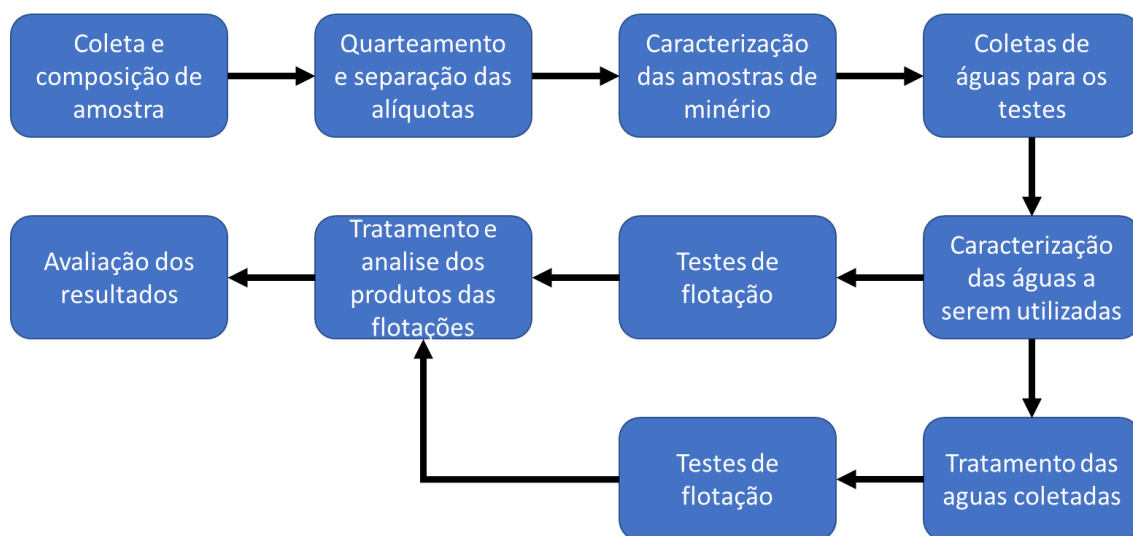 Coleta e
composição de
amostra
Quarteamento
e separação das
alíquotas
Caracterização
das amostras de
minério
Coletas de
águas para os
testes
Caracterização
das águas a
serem utilizadas
Testes de
flotação
Tratamento e
analise dos
produtos das
flotações
Avaliação dos
resultados
Tratamento das
aguas coletadas
Testes de
flotação